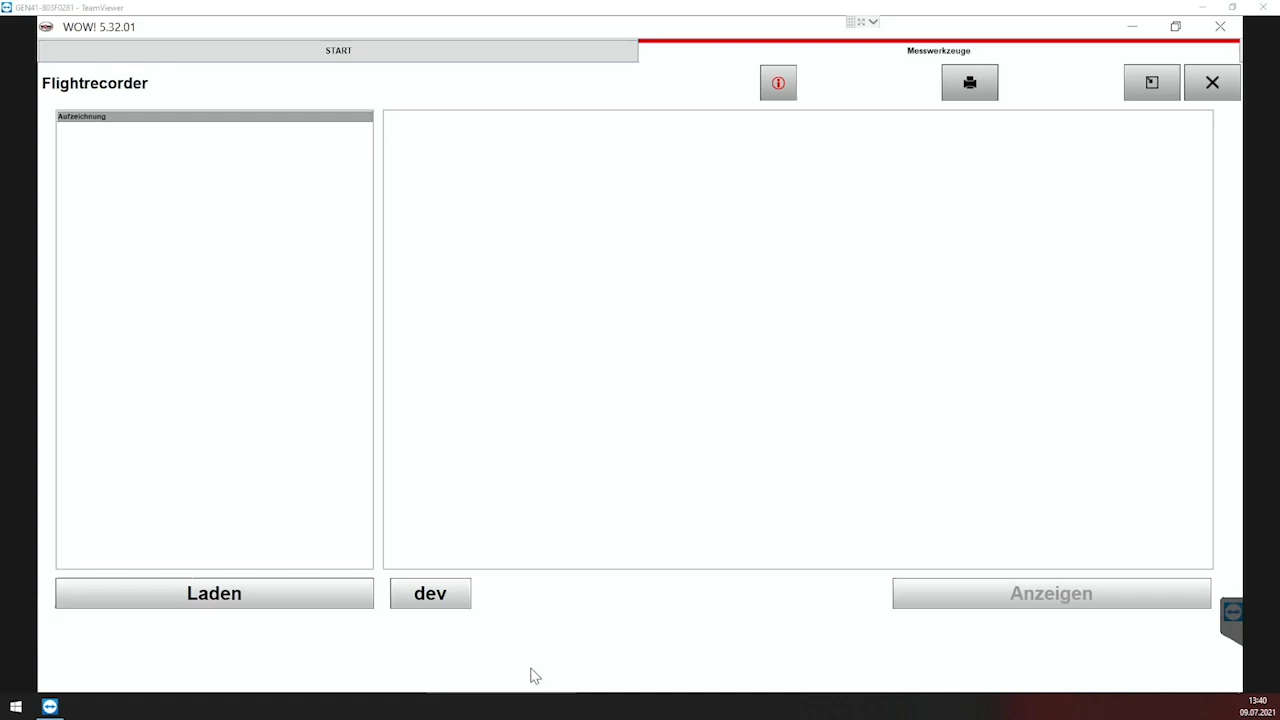 GEN41-803F0281 - TeamViewer
WOW! 5.32.01
START
Messwerkzeuge
Flightrecorder
Aufzeichnung
Laden
dev
Anzeigen
13:40
09.07.2021